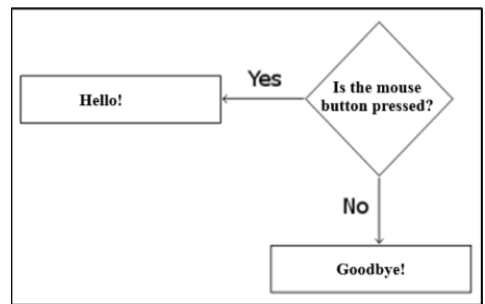 Yes
Hello!
Is the mouse
button pressed?
No
Goodbye!